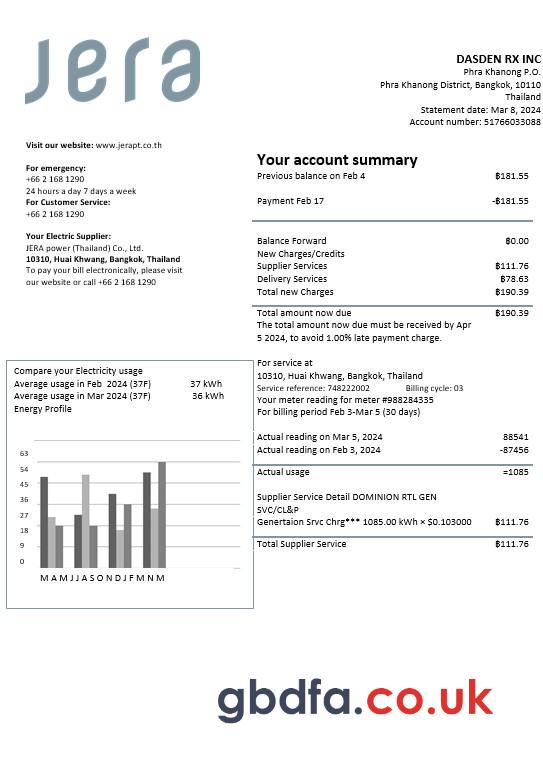 jera
DASDEN RX INC
Phra Khanong P.O.
Phra Khanong District, Bangkok, 10110
Thailand
Statement date: Mar 8, 2024
Account number: 51766033088
Visit our website: www.jerapt.co.th
For emergency:
+66 2 168 1290
24 hours a day 7 days a week
For Customer Service:
+66 2 168 1290
Your Electric Supplier:
JERA power (Thailand) Co., Ltd.
10310, Huai Khwang, Bangkok, Thailand
To pay your bill electronically, please visit
our website or call +66 2 168 1290
Your account summary
Previous balance on Feb 4 ฿181.55
Payment Feb 17 -฿181.55
Balance Forward ฿0.00
New Charges/Credits
Supplier Services ฿111.76
Delivery Services ฿78.63
Total new Charges ฿190.39
Total amount now due ฿190.39
The total amount now due must be received by Apr
5 2024, to avoid 1.00% late payment charge.
Compare your Electricity usage
Average usage in Feb 2024 (37F) 37 kWh
Average usage in Mar 2024 (37F) 36 kWh
Energy Profile
63
54
45
36
27
18
9
0
M A M J J A S O N D J F M N M
For service at
10310, Huai Khwang, Bangkok, Thailand
Service reference: 748222002 Billing cycle: 03
Your meter reading for meter #988284335
For billing period Feb 3-Mar 5 (30 days)
Actual reading on Mar 5, 2024 88541
Actual reading on Feb 3, 2024 -87456
Actual usage =1085
Supplier Service Detail DOMINION RTL GEN
SVC/CL&P
Genertaion Srvc Chrg*** 1085.00 kWh × $0.103000 ฿111.76
Total Supplier Service ฿111.76
gbdfa.co.uk